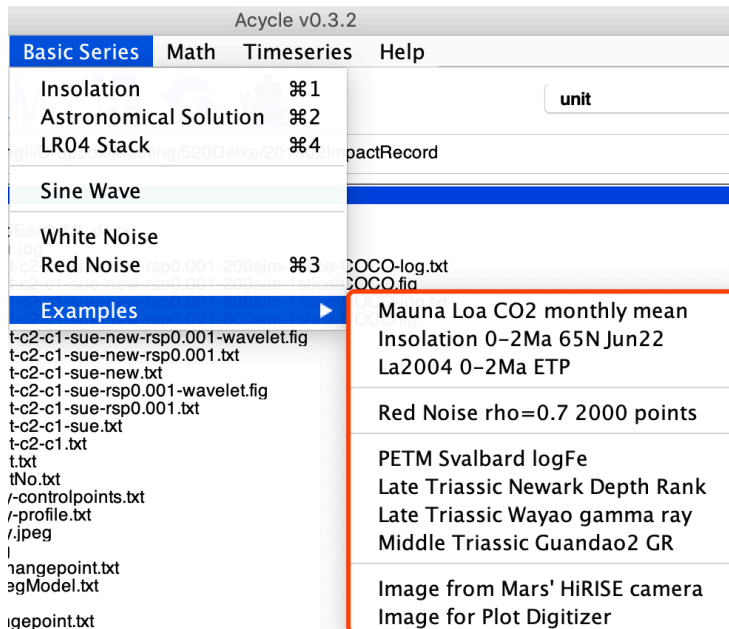 Acycle v0.3.2
Basic Series Math Timeseries Help
Insolation ⌘1
Astronomical Solution ⌘2
LR04 Stack ⌘4
Sine Wave
White Noise
Red Noise ⌘3
Examples ▶
unit
pactRecord
COCO-log.txt
COCO.fig
t-c2-c1-sue-new-rsp0.001-wavelet.fig
t-c2-c1-sue-new-rsp0.001.txt
t-c2-c1-sue-new.txt
t-c2-c1-sue-rsp0.001-wavelet.fig
t-c2-c1-sue-rsp0.001.txt
t-c2-c1-sue.txt
t-c2-c1.txt
t.txt
tNo.txt
y-controlpoints.txt
y-profile.txt
y.jpeg
hangepoint.txt
egModel.txt
ngepoint.txt
Mauna Loa CO2 monthly mean
Insolation 0-2Ma 65N Jun22
La2004 0-2Ma ETP
Red Noise rho=0.7 2000 points
PETM Svalbard logFe
Late Triassic Newark Depth Rank
Late Triassic Wayao gamma ray
Middle Triassic Guandao2 GR
Image from Mars' HiRISE camera
Image for Plot Digitizer